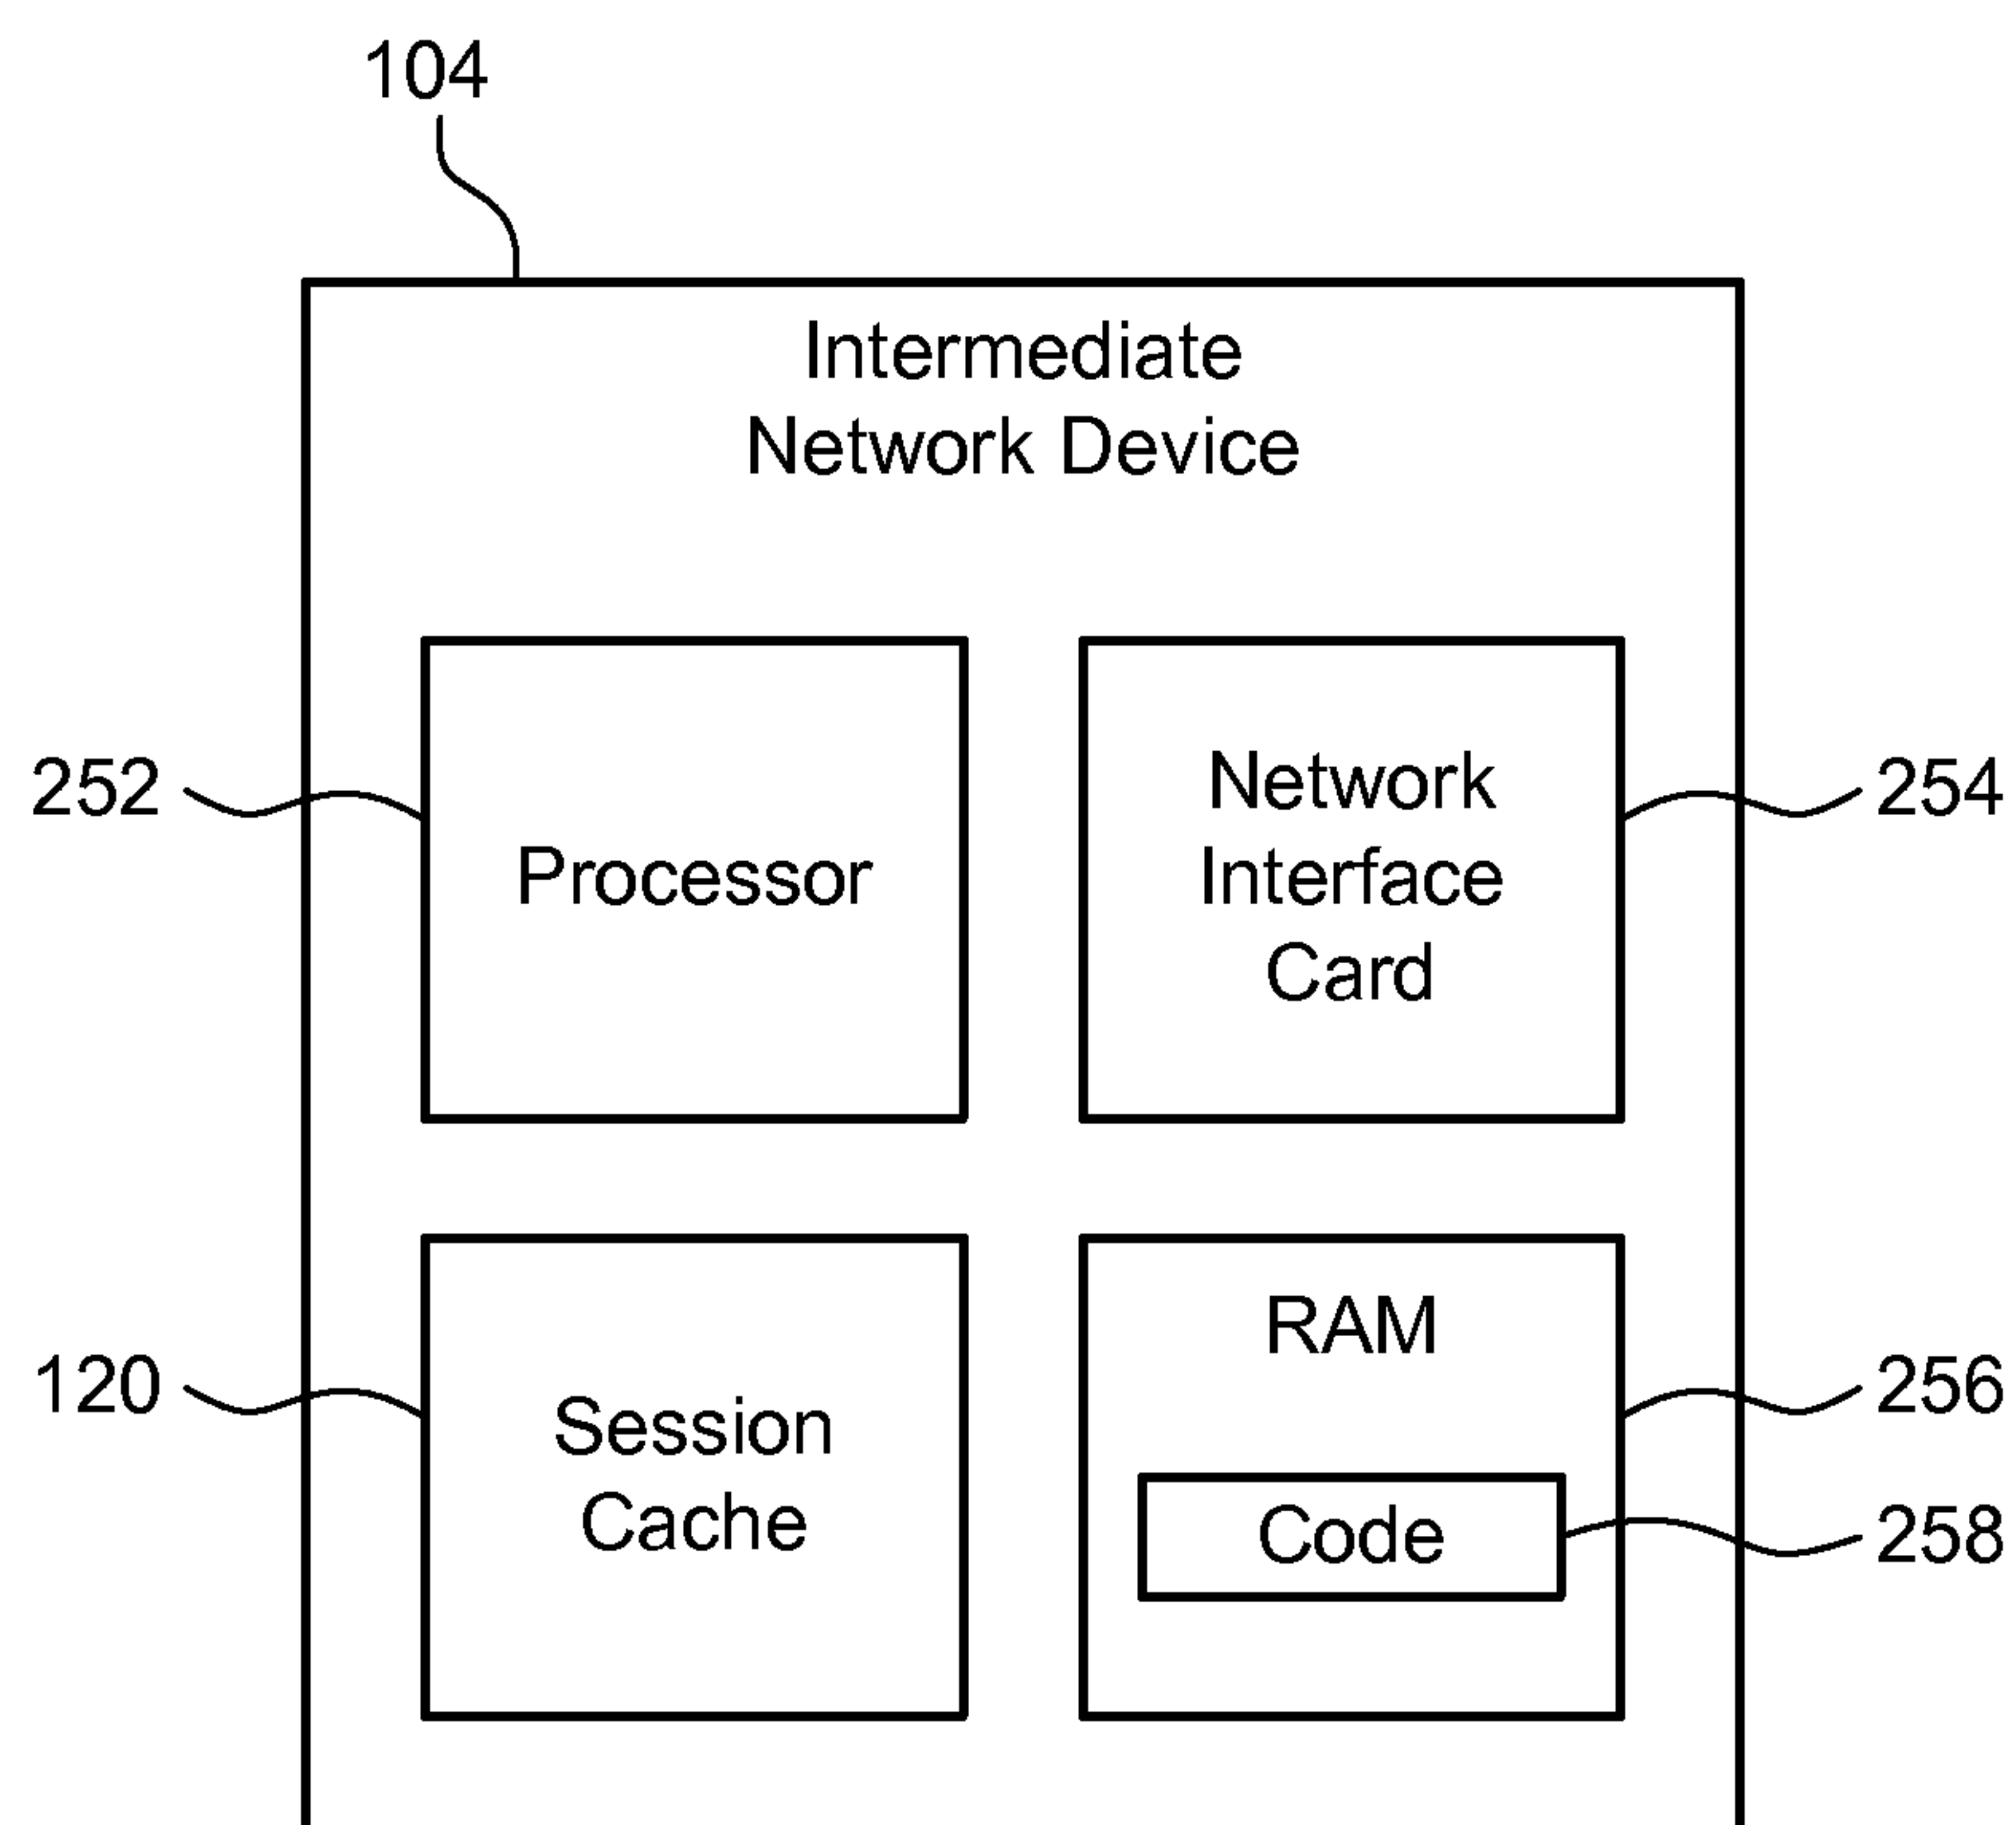 104
Intermediate
Network Device
252
Processor
Network
Interface
Card
254
120
Session
Cache
RAM
256
Code
258